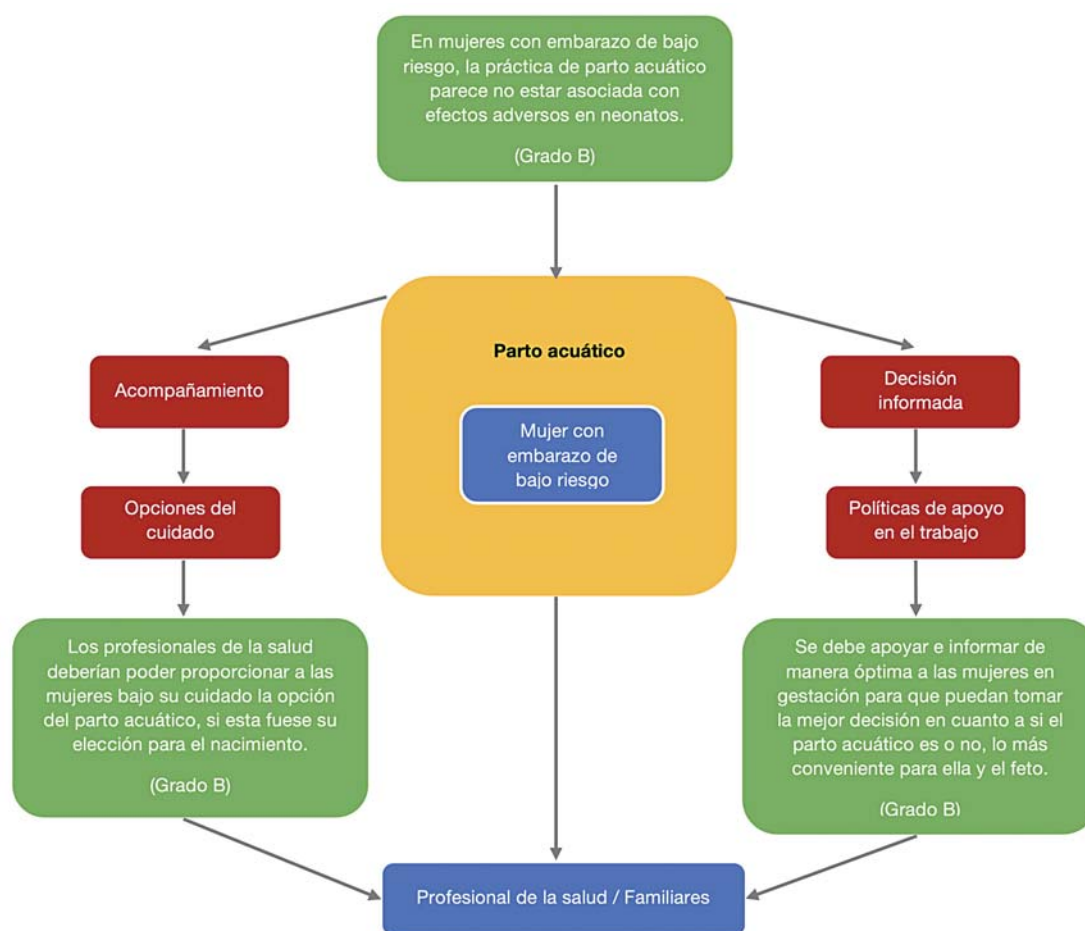 En mujeres con embarazo de bajo
riesgo, la práctica de parto acuático
parece no estar asociada con
efectos adversos en neonatos.
(Grado B)
Parto acuático
Mujer con
embarazo de
bajo riesgo
Acompañamiento
Opciones del
cuidado
Los profesionales de la salud
deberían poder proporcionar a las
mujeres bajo su cuidado la opción
del parto acuático, si esta fuese su
elección para el nacimiento.
(Grado B)
Decisión
informada
Políticas de apoyo
en el trabajo
Se debe apoyar e informar de
manera óptima a las mujeres en
gestación para que puedan tomar
la mejor decisión en cuanto a si el
parto acuático es o no, lo más
conveniente para ella y el feto.
(Grado B)
Profesional de la salud / Familiares